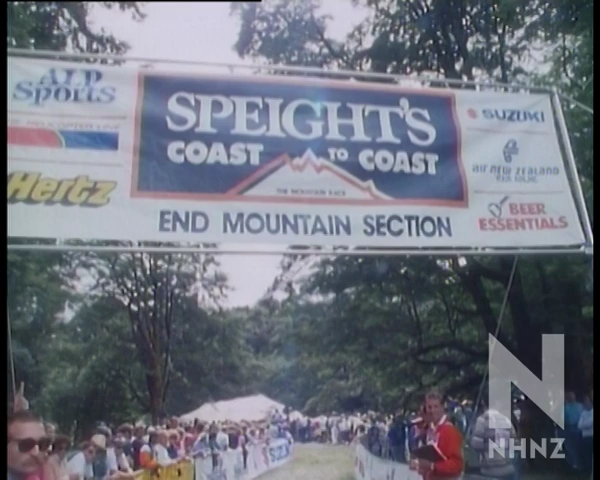 ALP
Sports
Hertz
SPEIGHT'S
COAST TO COAST
THE MOUNTAIN RACE
END MOUNTAIN SECTION
SUZUKI
AIR NEW ZEALAND
BEER
ESSENTIALS
SUZUKI
N
NHNZ